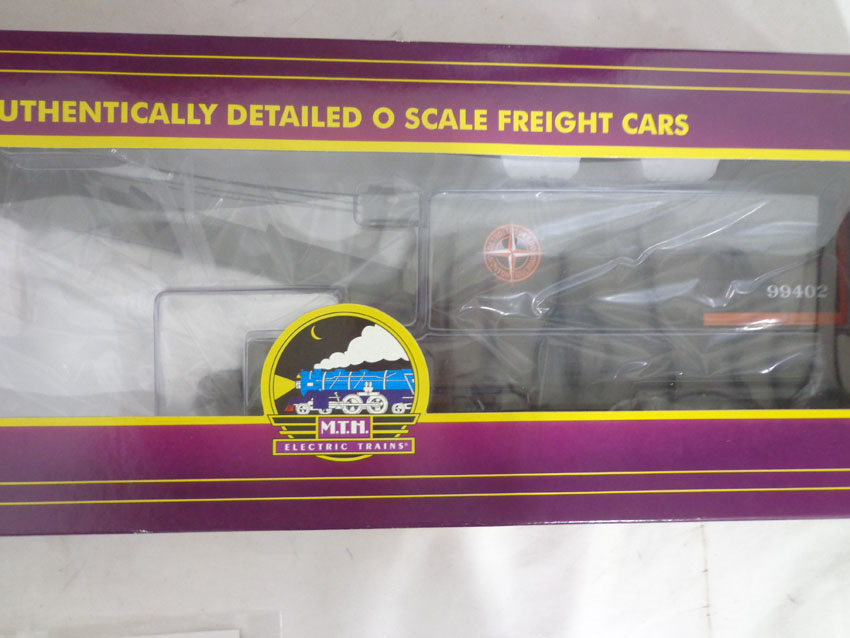 UTHENTICALLY DETAILED O SCALE FREIGHT CARS
99402
M.T.H.
ELECTRIC TRAINS®